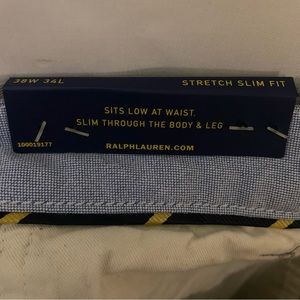 38W 34L STRETCH SLIM FIT
SITS LOW AT WAIST,
SLIM THROUGH THE BODY & LEG
100019177
RALPHLAUREN.COM